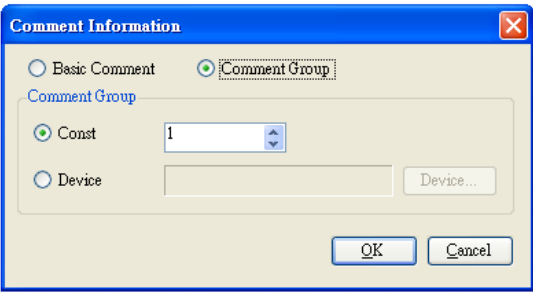 Comment Information
Basic Comment Comment Group
Comment Group
Const 1
Device Device...
OK Cancel